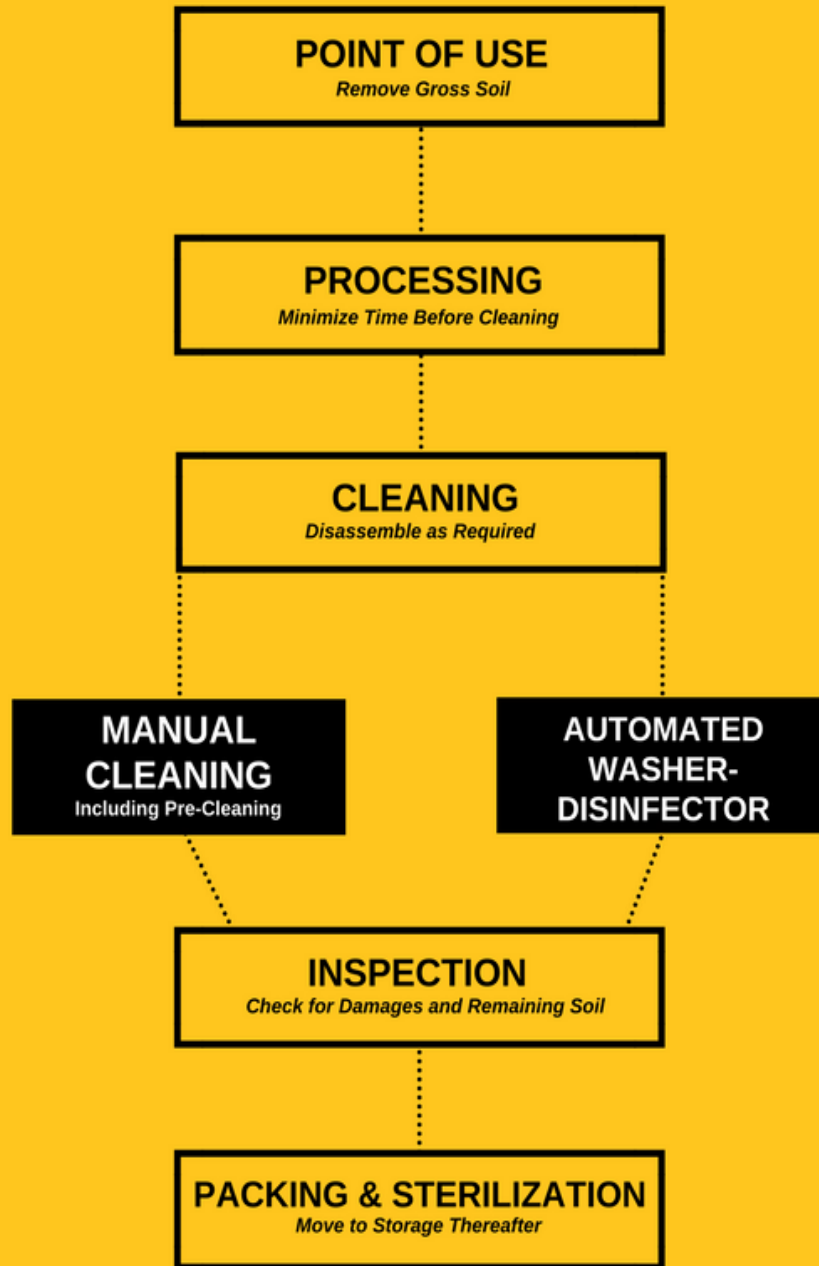 POINT OF USE
Remove Gross Soil
PROCESSING
Minimize Time Before Cleaning
CLEANING
Disassemble as Required
MANUAL
CLEANING
Including Pre-Cleaning
AUTOMATED
WASHER-
DISINFECTOR
INSPECTION
Check for Damages and Remaining Soil
PACKING & STERILIZATION
Move to Storage Thereafter